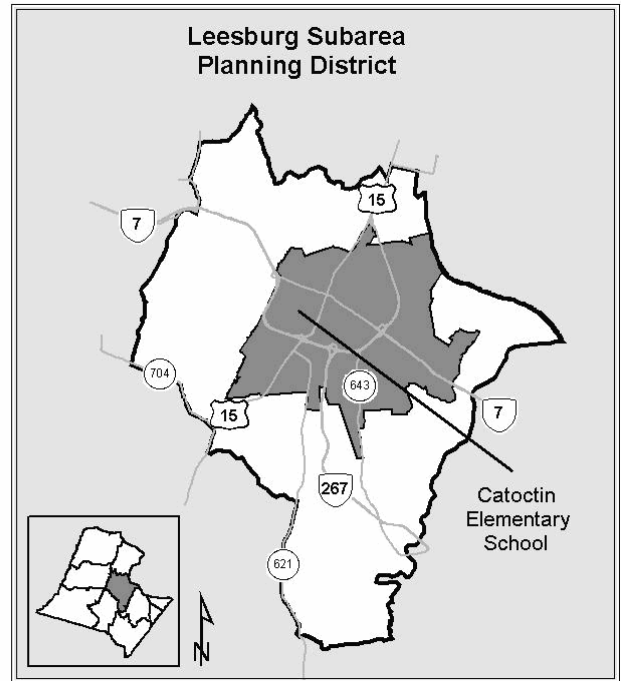 Leesburg Subarea
Planning District
15
7
704
643
15
7
267
Catoctin
Elementary
School
621
N